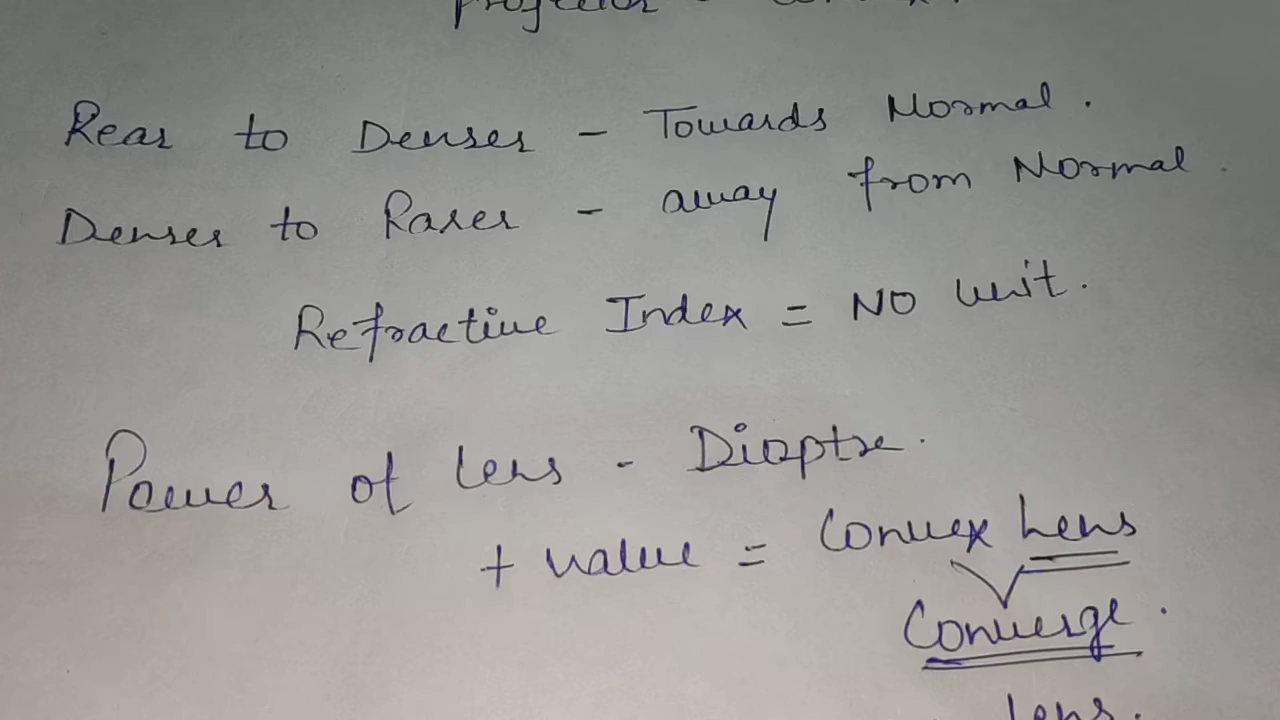 Rear to Denser - Towards Normal.
Denser to Rarer - away from Normal.
Refractive Index = NO Unit.
Power of lens - Dioptre.
+ value = Convex Lens
Converge.
lens.